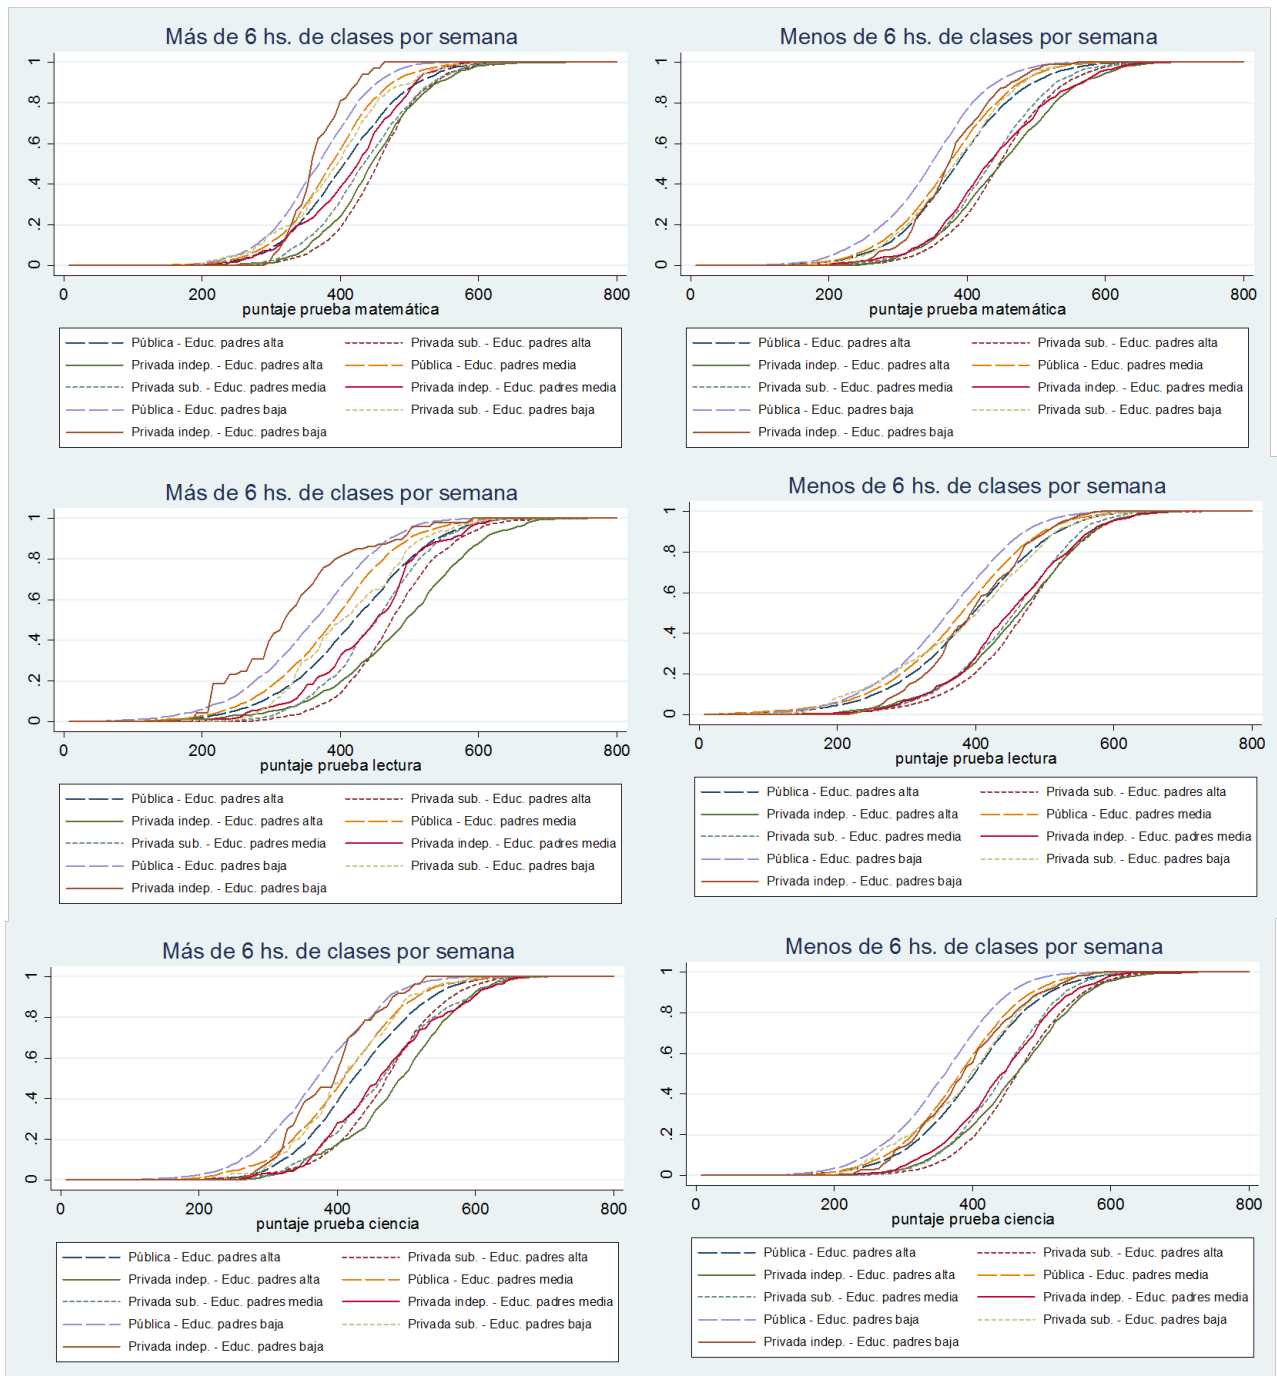 Más de 6 hs. de clases por semana
1
.8
.6
.4
.2
0
0 200 400 600 800
puntaje prueba matemática
Pública - Educ. padres alta Privada sub. - Educ. padres alta
Privada indep. - Educ. padres alta Pública - Educ. padres media
Privada sub. - Educ. padres media Privada indep. - Educ. padres media
Pública - Educ. padres baja Privada sub. - Educ. padres baja
Privada indep. - Educ. padres baja
Menos de 6 hs. de clases por semana
1
.8
.6
.4
.2
0
0 200 400 600 800
puntaje prueba matemática
Pública - Educ. padres alta Privada sub. - Educ. padres alta
Privada indep. - Educ. padres alta Pública - Educ. padres media
Privada sub. - Educ. padres media Privada indep. - Educ. padres media
Pública - Educ. padres baja Privada sub. - Educ. padres baja
Privada indep. - Educ. padres baja
Más de 6 hs. de clases por semana
1
.8
.6
.4
.2
0
0 200 400 600 800
puntaje prueba lectura
Pública - Educ. padres alta Privada sub. - Educ. padres alta
Privada indep. - Educ. padres alta Pública - Educ. padres media
Privada sub. - Educ. padres media Privada indep. - Educ. padres media
Pública - Educ. padres baja Privada sub. - Educ. padres baja
Privada indep. - Educ. padres baja
Menos de 6 hs. de clases por semana
1
.8
.6
.4
.2
0
0 200 400 600 800
puntaje prueba lectura
Pública - Educ. padres alta Privada sub. - Educ. padres alta
Privada indep. - Educ. padres alta Pública - Educ. padres media
Privada sub. - Educ. padres media Privada indep. - Educ. padres media
Pública - Educ. padres baja Privada sub. - Educ. padres baja
Privada indep. - Educ. padres baja
Más de 6 hs. de clases por semana
1
.8
.6
.4
.2
0
0 200 400 600 800
puntaje prueba ciencia
Pública - Educ. padres alta Privada sub. - Educ. padres alta
Privada indep. - Educ. padres alta Pública - Educ. padres media
Privada sub. - Educ. padres media Privada indep. - Educ. padres media
Pública - Educ. padres baja Privada sub. - Educ. padres baja
Privada indep. - Educ. padres baja
Menos de 6 hs. de clases por semana
1
.8
.6
.4
.2
0
0 200 400 600 800
puntaje prueba ciencia
Pública - Educ. padres alta Privada sub. - Educ. padres alta
Privada indep. - Educ. padres alta Pública - Educ. padres media
Privada sub. - Educ. padres media Privada indep. - Educ. padres media
Pública - Educ. padres baja Privada sub. - Educ. padres baja
Privada indep. - Educ. padres baja